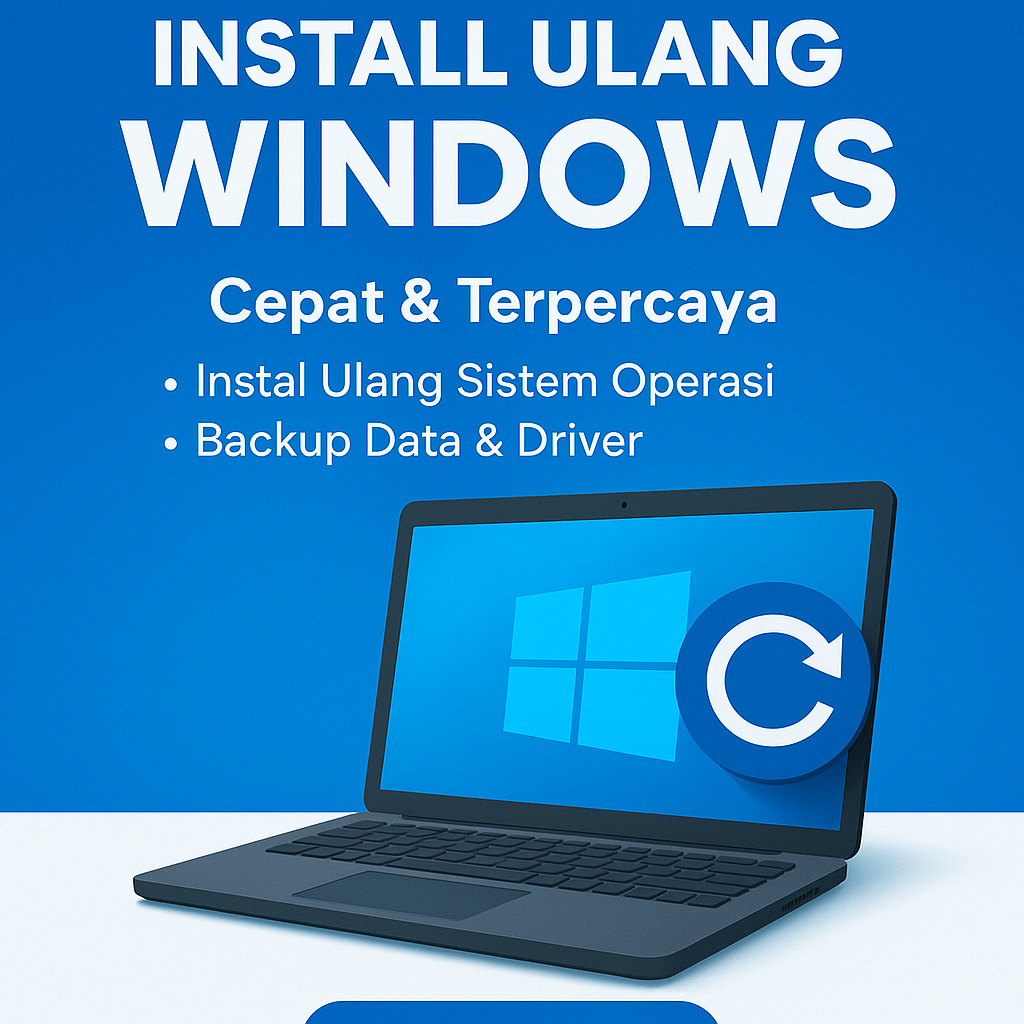 INSTALL ULANG
WINDOWS
Cepat & Terpercaya
• Instal Ulang Sistem Operasi
• Backup Data & Driver